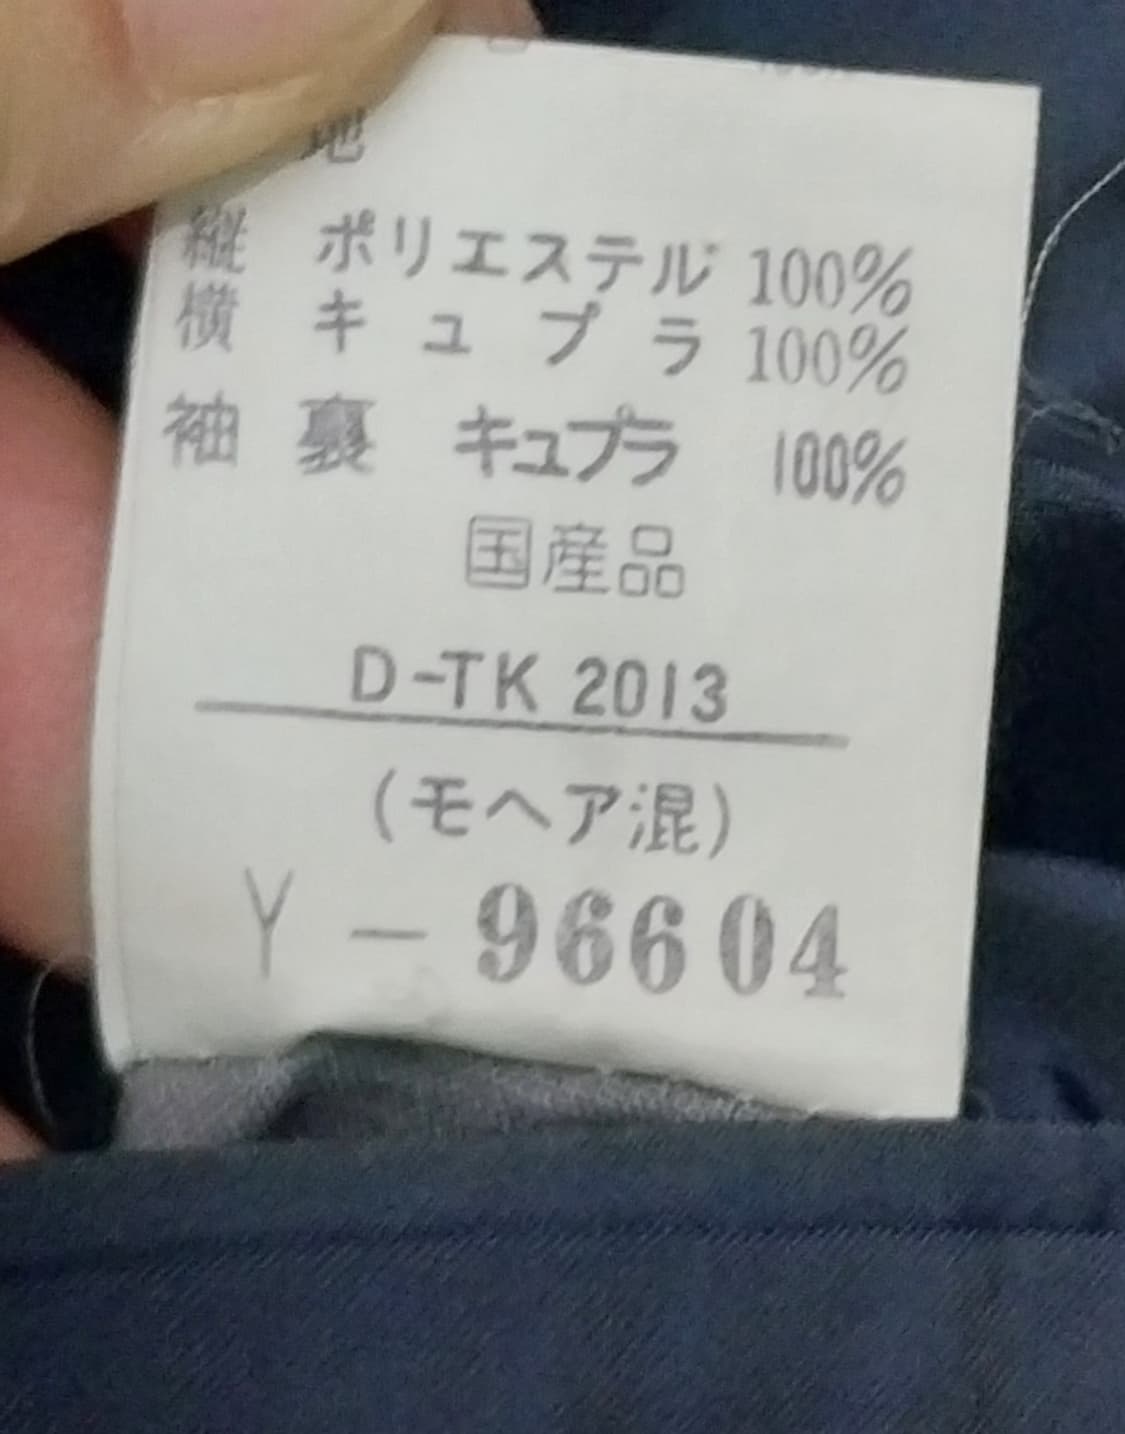 地
縦 ポリエステル 100%
横 キュプラ 100%
袖裏 キュプラ 100%
国産品
D-TK 2013
(モヘア混)
Y-96604